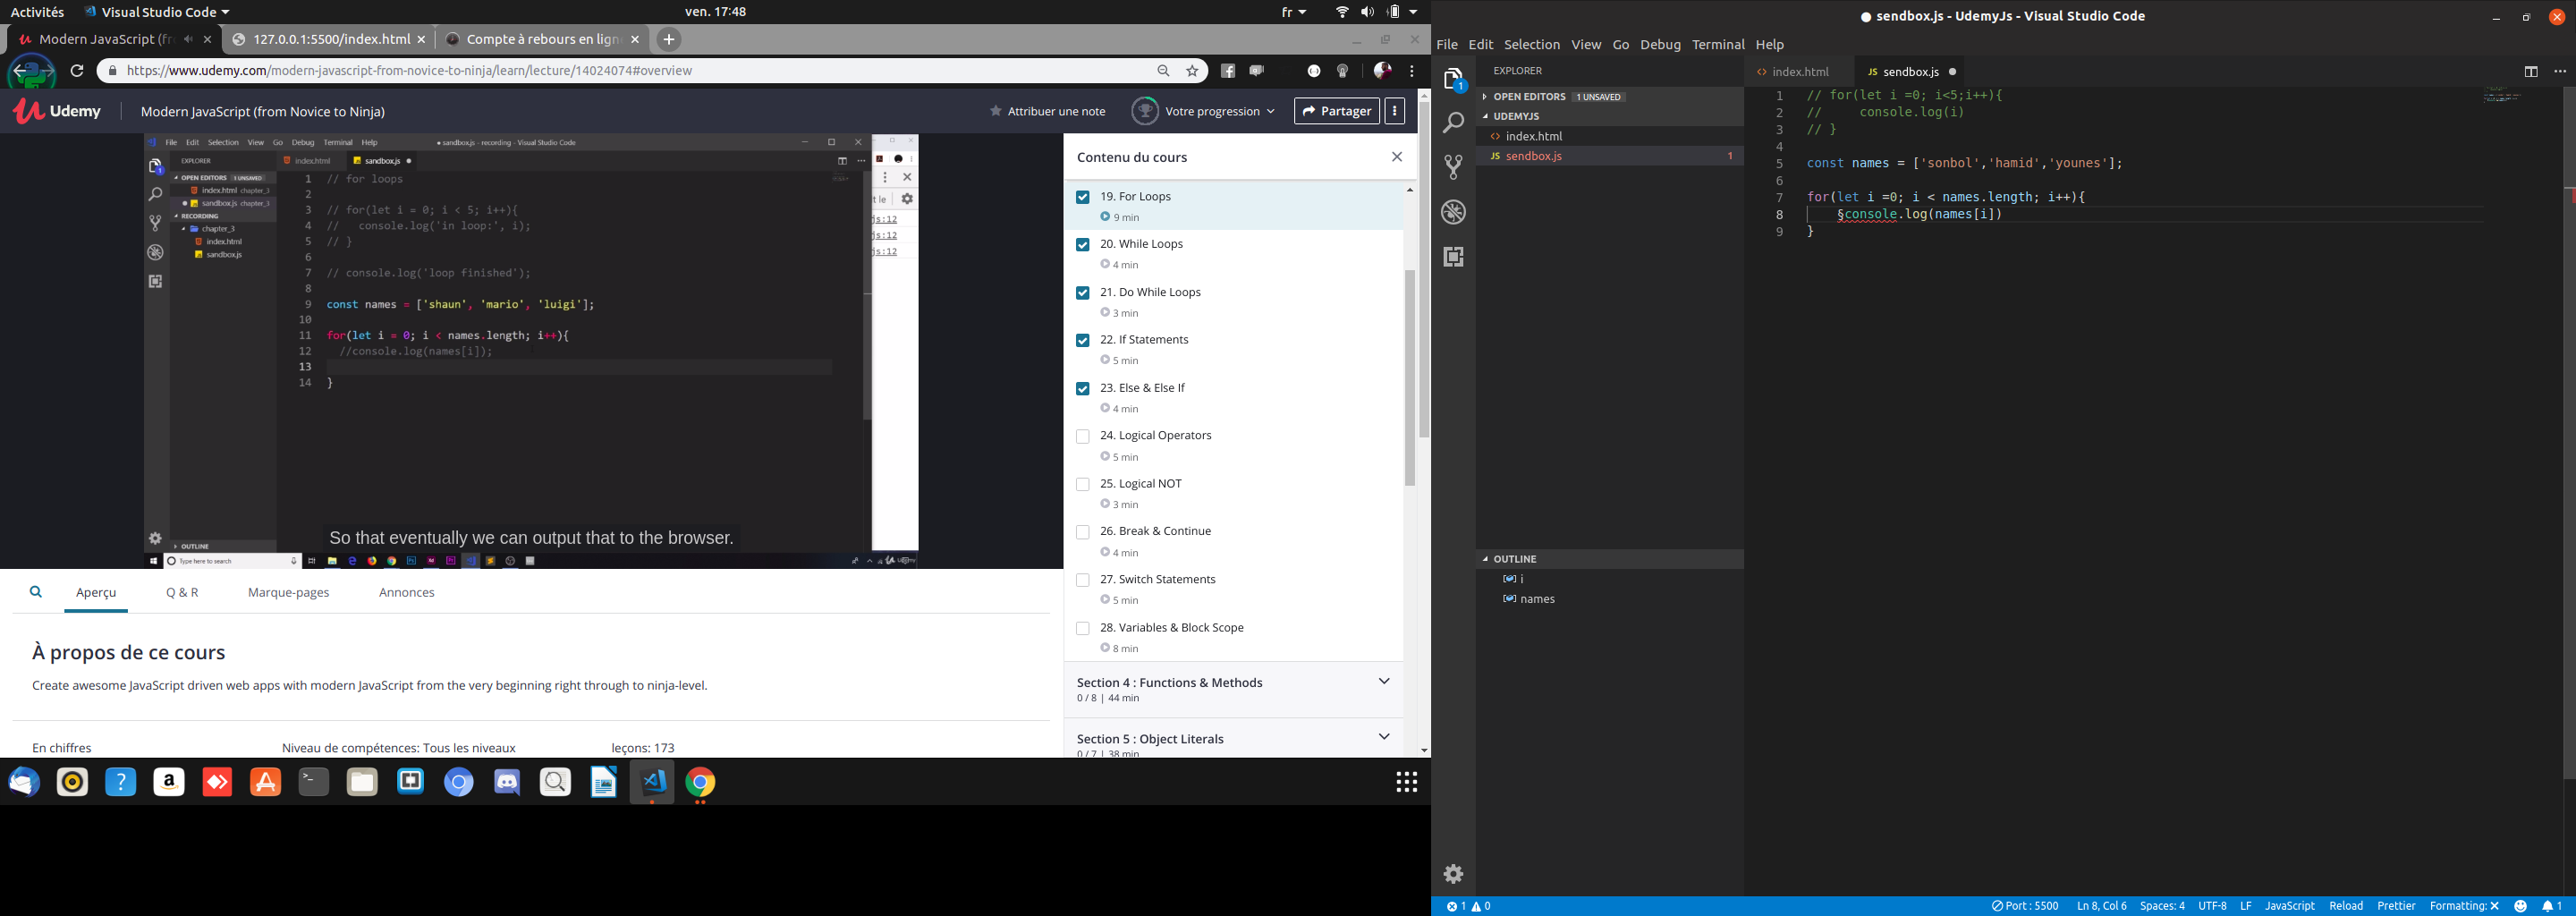 Activités Visual Studio Code ven. 17:48 fr
Modern JavaScript (fr 127.0.0.1:5500/index.html Compte à rebours en lign
https://www.udemy.com/modern-javascript-from-novice-to-ninja/learn/lecture/14024074#overview
Udemy Modern JavaScript (from Novice to Ninja) Attribuer une note Votre progression Partager
File Edit Selection View Go Debug Terminal Help ● sandbox.js - recording - Visual Studio Code
EXPLORER index.html sandbox.js
OPEN EDITORS 1 UNSAVED
index.html chapter_3
sandbox.js chapter_3
RECORDING
chapter_3
index.html
sandbox.js
OUTLINE
1 // for loops
2
3 // for(let i = 0; i < 5; i++){
4 // console.log('in loop:', i);
5 // }
6
7 // console.log('loop finished');
8
9 const names = ['shaun', 'mario', 'luigi'];
10
11 for(let i = 0; i < names.length; i++){
12 //console.log(names[i]);
13
14 }
js:12
js:12
js:12
So that eventually we can output that to the browser.
Type here to search
Contenu du cours
19. For Loops
9 min
20. While Loops
4 min
21. Do While Loops
3 min
22. If Statements
5 min
23. Else & Else If
4 min
24. Logical Operators
5 min
25. Logical NOT
3 min
26. Break & Continue
4 min
27. Switch Statements
5 min
28. Variables & Block Scope
8 min
Section 4 : Functions & Methods
0 / 8 | 44 min
Section 5 : Object Literals
0 / 7 | 38 min
Aperçu Q & R Marque-pages Annonces
À propos de ce cours
Create awesome JavaScript driven web apps with modern JavaScript from the very beginning right through to ninja-level.
En chiffres Niveau de compétences: Tous les niveaux leçons: 173
● sendbox.js - UdemyJs - Visual Studio Code
File Edit Selection View Go Debug Terminal Help
1 EXPLORER index.html JS sendbox.js
OPEN EDITORS 1 UNSAVED
UDEMYJS
index.html
JS sendbox.js 1
OUTLINE
i
names
1 // for(let i =0; i<5;i++){
2 // console.log(i)
3 // }
4
5 const names = ['sonbol','hamid','younes'];
6
7 for(let i =0; i < names.length; i++){
8 §console.log(names[i])
9 }
1 0 Port : 5500 Ln 8, Col 6 Spaces: 4 UTF-8 LF JavaScript Reload Prettier Formatting: 1